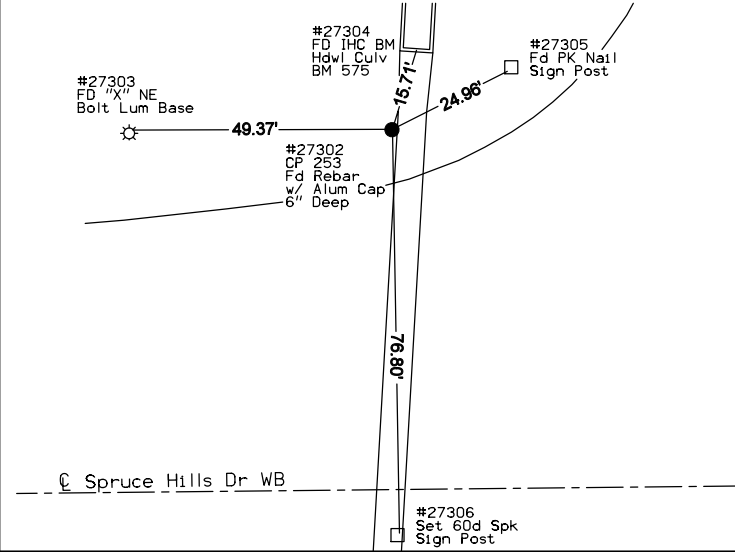 #27304
FD IHC BM
Hdwl Culv
BM 575
#27305
Fd PK Nail
Sign Post
#27303
FD "X" NE
Bolt Lum Base
15.71'
24.96'
49.37'
#27302
CP 253
Fd Rebar
w/ Alum Cap
6" Deep
76.80'
℄ Spruce Hills Dr WB
#27306
Set 60d Spk
Sign Post